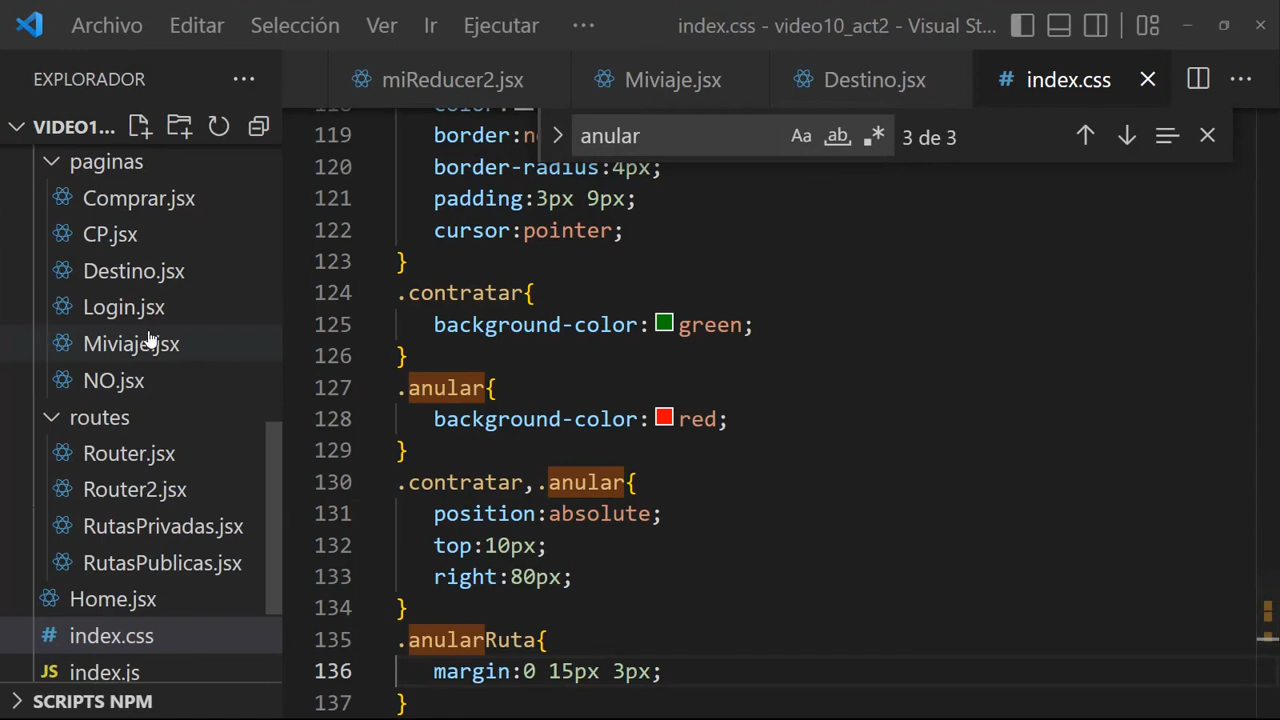 Archivo Editar Selección Ver Ir Ejecutar ··· index.css - video10_act2 - Visual St...
EXPLORADOR ···
miReducer2.jsx Miviaje.jsx Destino.jsx # index.css
VIDEO1...
anular Aa ab 3 de 3
paginas
Comprar.jsx
CP.jsx
Destino.jsx
Login.jsx
Miviaje.jsx
NO.jsx
routes
Router.jsx
Router2.jsx
RutasPrivadas.jsx
RutasPublicas.jsx
Home.jsx
# index.css
JS index.js
SCRIPTS NPM
119 border:
120 border-radius:4px;
121 padding:3px 9px;
122 cursor:pointer;
123 }
124 .contratar{
125 background-color:green;
126 }
127 .anular{
128 background-color:red;
129 }
130 .contratar,.anular{
131 position:absolute;
132 top:10px;
133 right:80px;
134 }
135 .anularRuta{
136 margin:0 15px 3px;
137 }